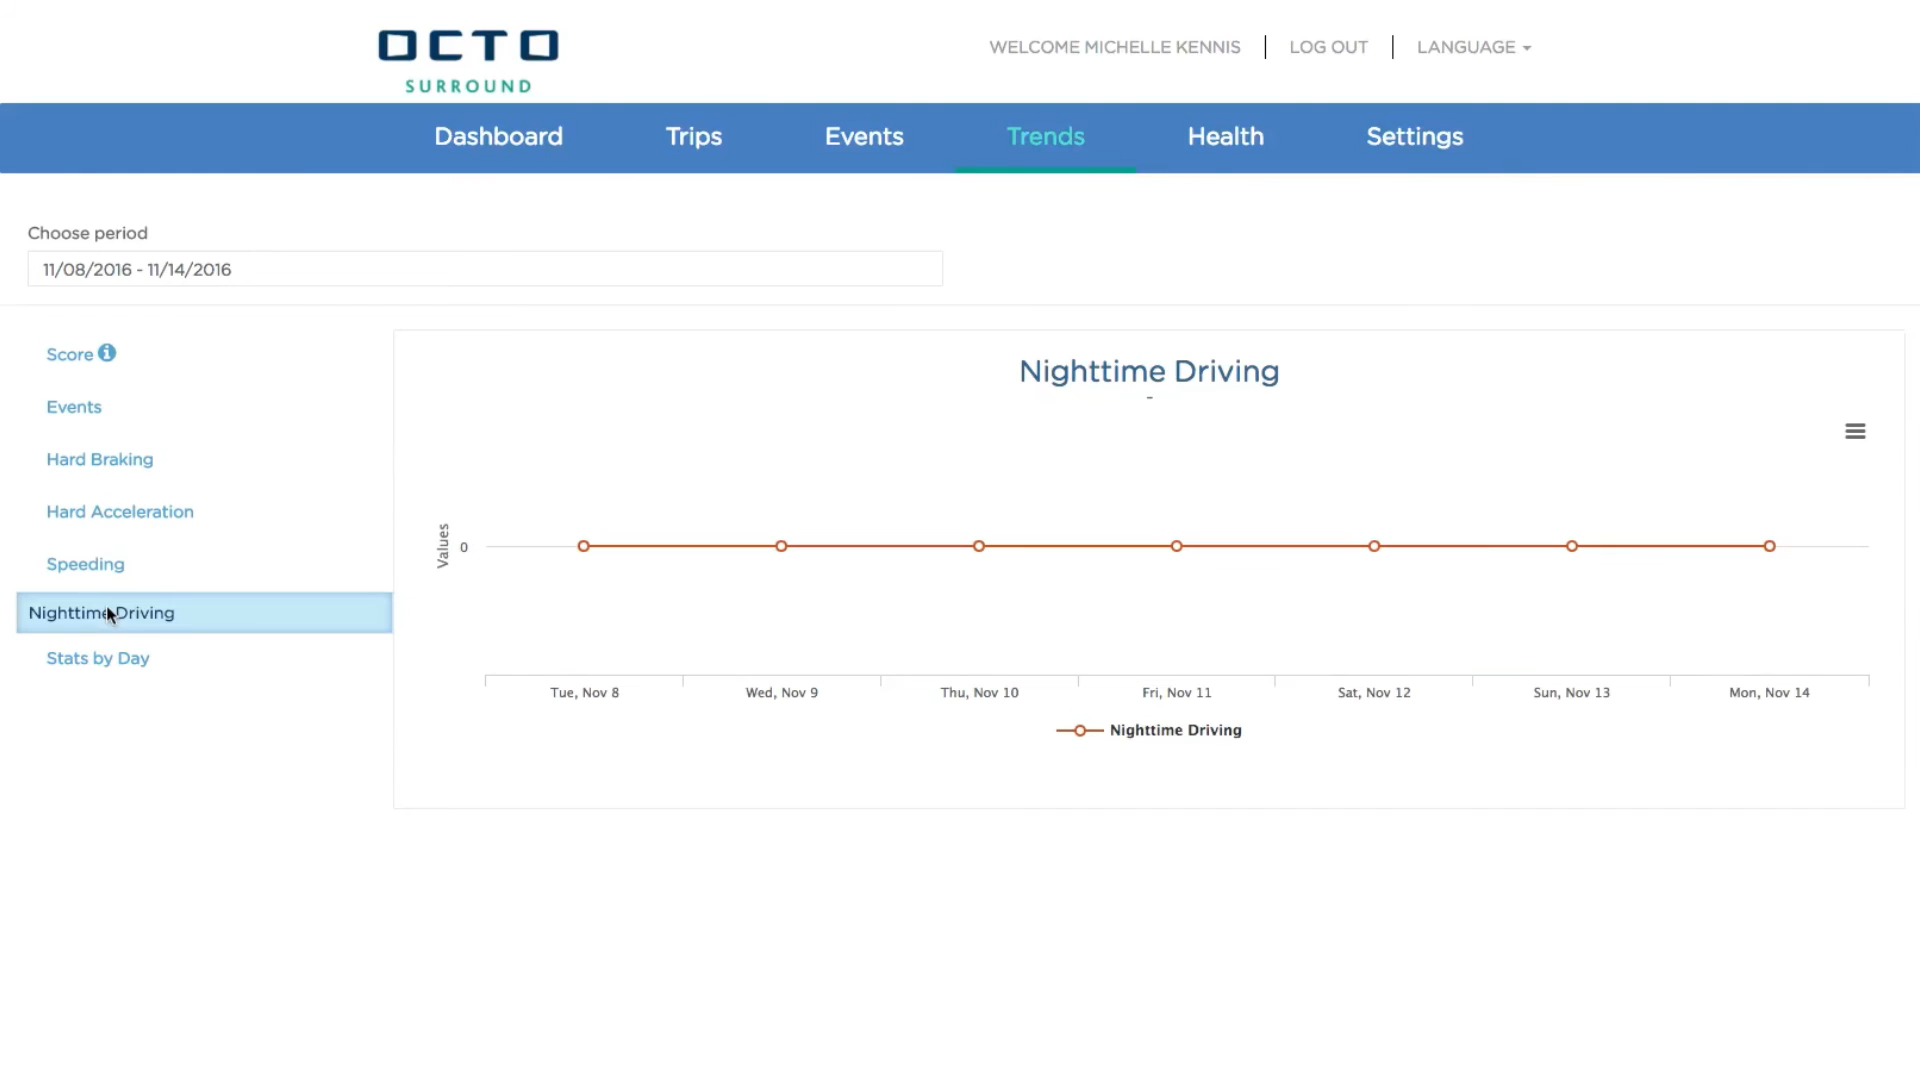 OCTO
SURROUND
WELCOME MICHELLE KENNIS
LOG OUT
LANGUAGE
Dashboard
Trips
Events
Trends
Health
Settings
Choose period
11/08/2016 - 11/14/2016
Score
Events
Hard Braking
Hard Acceleration
Speeding
Nighttime Driving
Stats by Day
Nighttime Driving
-
Values
0
Tue, Nov 8
Wed, Nov 9
Thu, Nov 10
Fri, Nov 11
Sat, Nov 12
Sun, Nov 13
Mon, Nov 14
Nighttime Driving